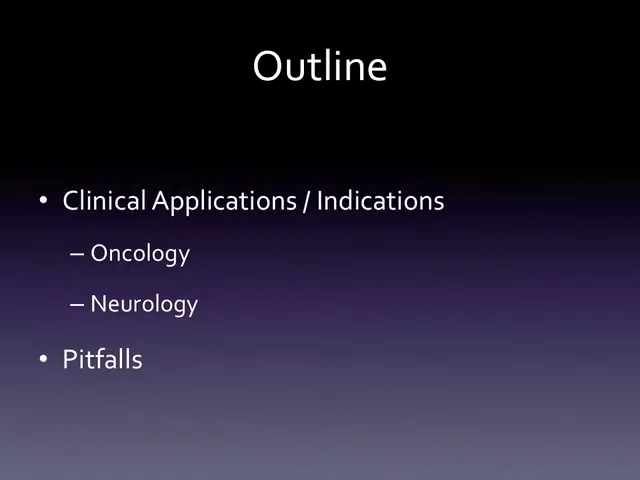 Outline
• Clinical Applications / Indications
– Oncology
– Neurology
• Pitfalls